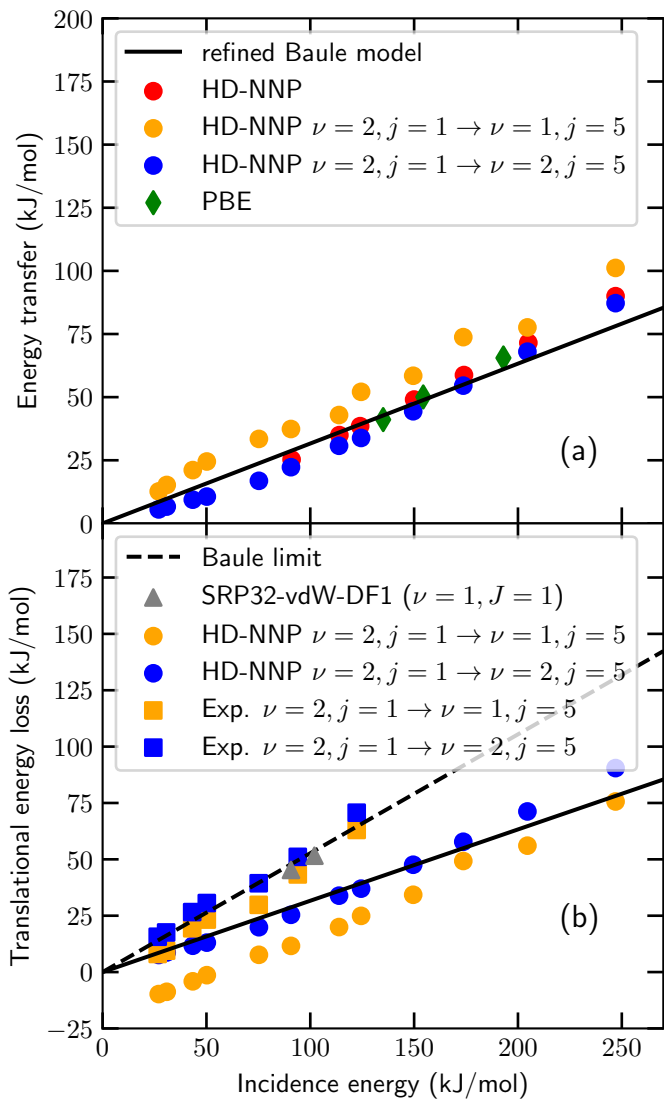 200
175
150
125
100
75
50
25
0
Energy transfer (kJ/mol)
refined Baule model
HD-NNP
HD-NNP ν = 2, j = 1 → ν = 1, j = 5
HD-NNP ν = 2, j = 1 → ν = 2, j = 5
PBE
(a)
175
150
125
100
75
50
25
0
−25
Translational energy loss (kJ/mol)
Baule limit
SRP32-vdW-DF1 (ν = 1, J = 1)
HD-NNP ν = 2, j = 1 → ν = 1, j = 5
HD-NNP ν = 2, j = 1 → ν = 2, j = 5
Exp. ν = 2, j = 1 → ν = 1, j = 5
Exp. ν = 2, j = 1 → ν = 2, j = 5
(b)
0 50 100 150 200 250
Incidence energy (kJ/mol)